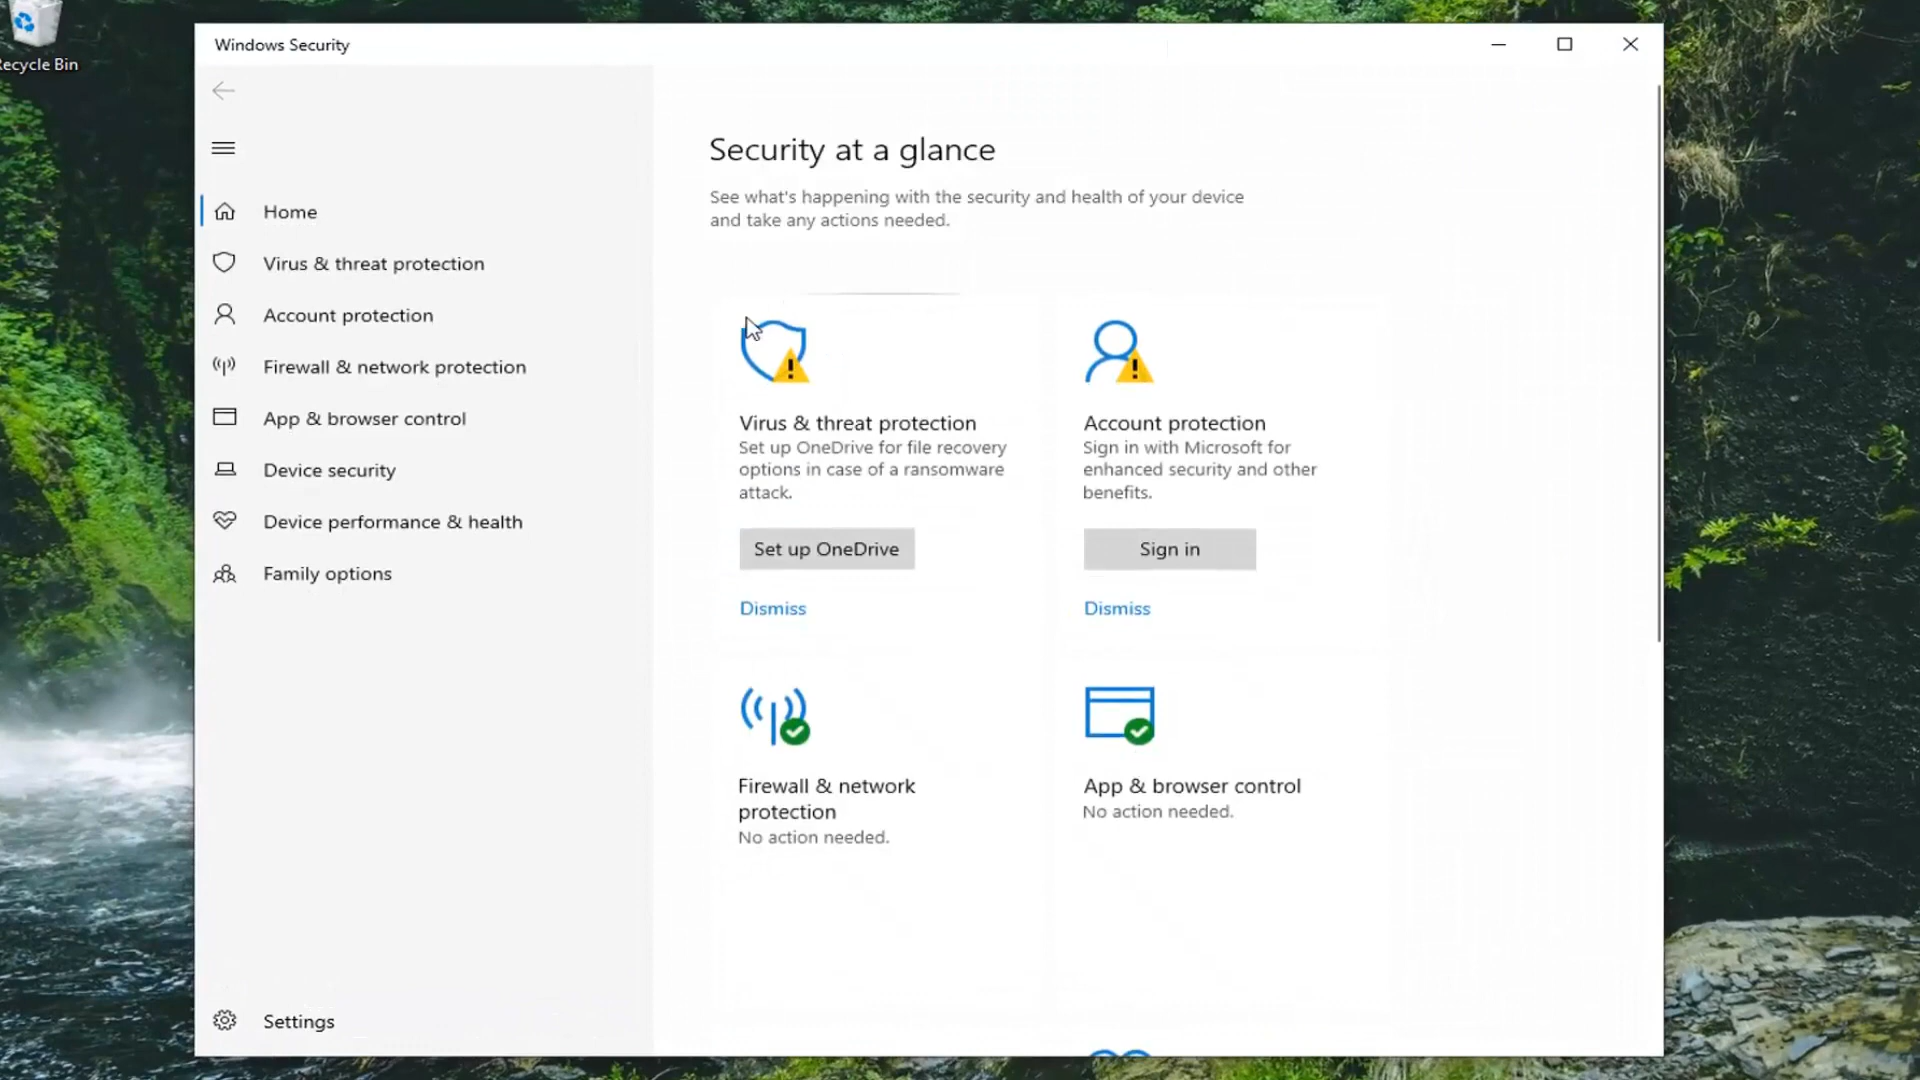 Recycle Bin
Windows Security
Home
Virus & threat protection
Account protection
Firewall & network protection
App & browser control
Device security
Device performance & health
Family options
Settings
Security at a glance
See what's happening with the security and health of your device
and take any actions needed.
Virus & threat protection
Set up OneDrive for file recovery
options in case of a ransomware
attack.
Set up OneDrive
Dismiss
Account protection
Sign in with Microsoft for
enhanced security and other
benefits.
Sign in
Dismiss
Firewall & network
protection
No action needed.
App & browser control
No action needed.